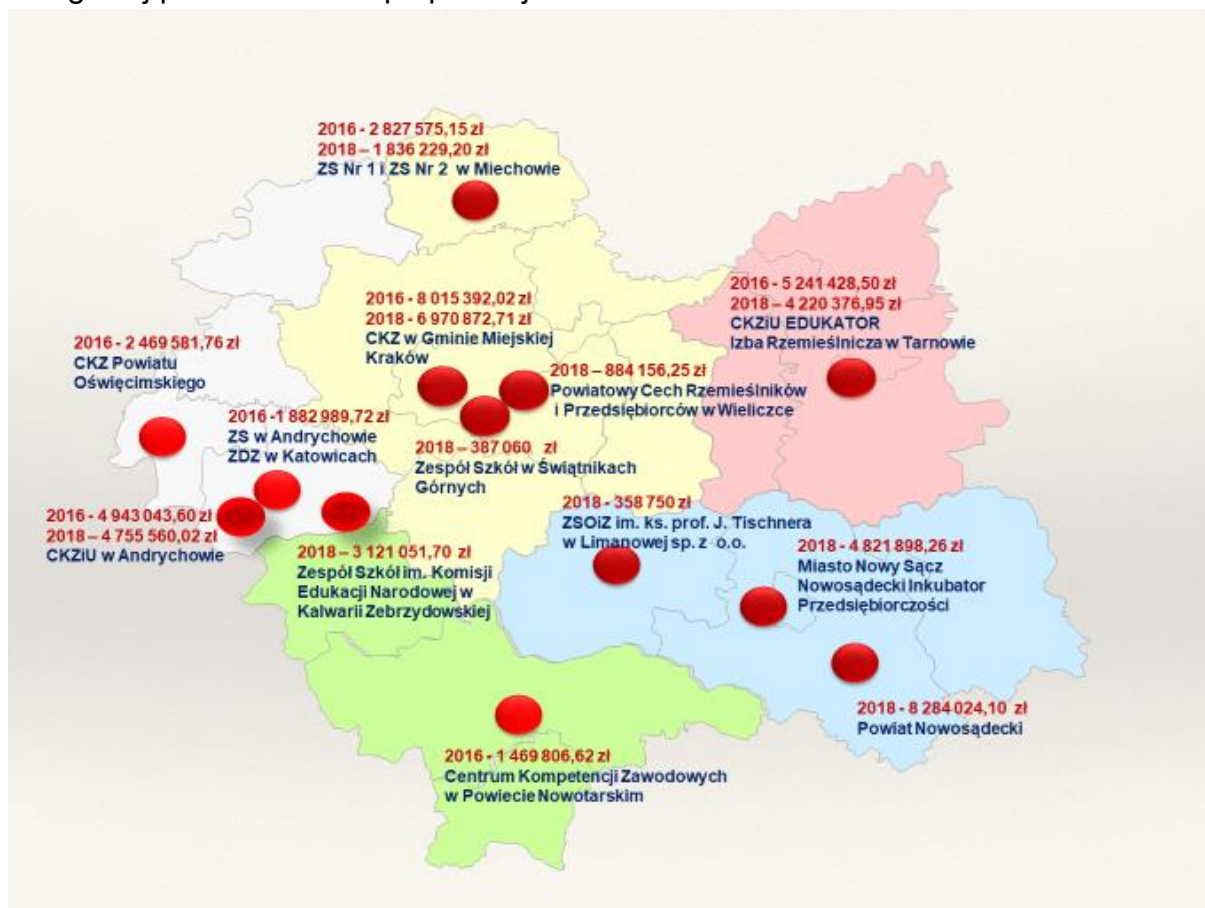 2016 - 2 827 575,15 zł
2018 – 1 836 229,20 zł
ZS Nr 1 i ZS Nr 2 w Miechowie
2016 - 8 015 392,02 zł
2018 - 6 970 872,71 zł
CKZ w Gminie Miejskiej
Kraków
2016 - 5 241 428,50 zł
2018 – 4 220 376,95 zł
CKZiU EDUKATOR
Izba Rzemieślnicza w Tarnowie
2016 - 2 469 581,76 zł
CKZ Powiatu
Oświęcimskiego
2018 – 884 156,25 zł
Powiatowy Cech Rzemieślników
i Przedsiębiorców w Wieliczce
2016 -1 882 989,72 zł
ZS w Andrychowie
ZDZ w Katowicach
2018 – 387 060 zł
Zespół Szkół w Świątnikach
Górnych
2016 - 4 943 043,60 zł
2018 – 4 755 560,02 zł
CKZiU w Andrychowie
2018 – 3 121 051,70 zł
Zespół Szkół im. Komisji
Edukacji Narodowej w
Kalwarii Zebrzydowskiej
2018 - 358 750 zł
ZSOiZ im. ks. prof. J. Tischnera
w Limanowej sp. z o.o.
2018 - 4 821 898,26 zł
Miasto Nowy Sącz
Nowosądecki Inkubator
Przedsiębiorczości
2018 - 8 284 024,10 zł
Powiat Nowosądecki
2016 - 1 469 806,62 zł
Centrum Kompetencji Zawodowych
w Powiecie Nowotarskim